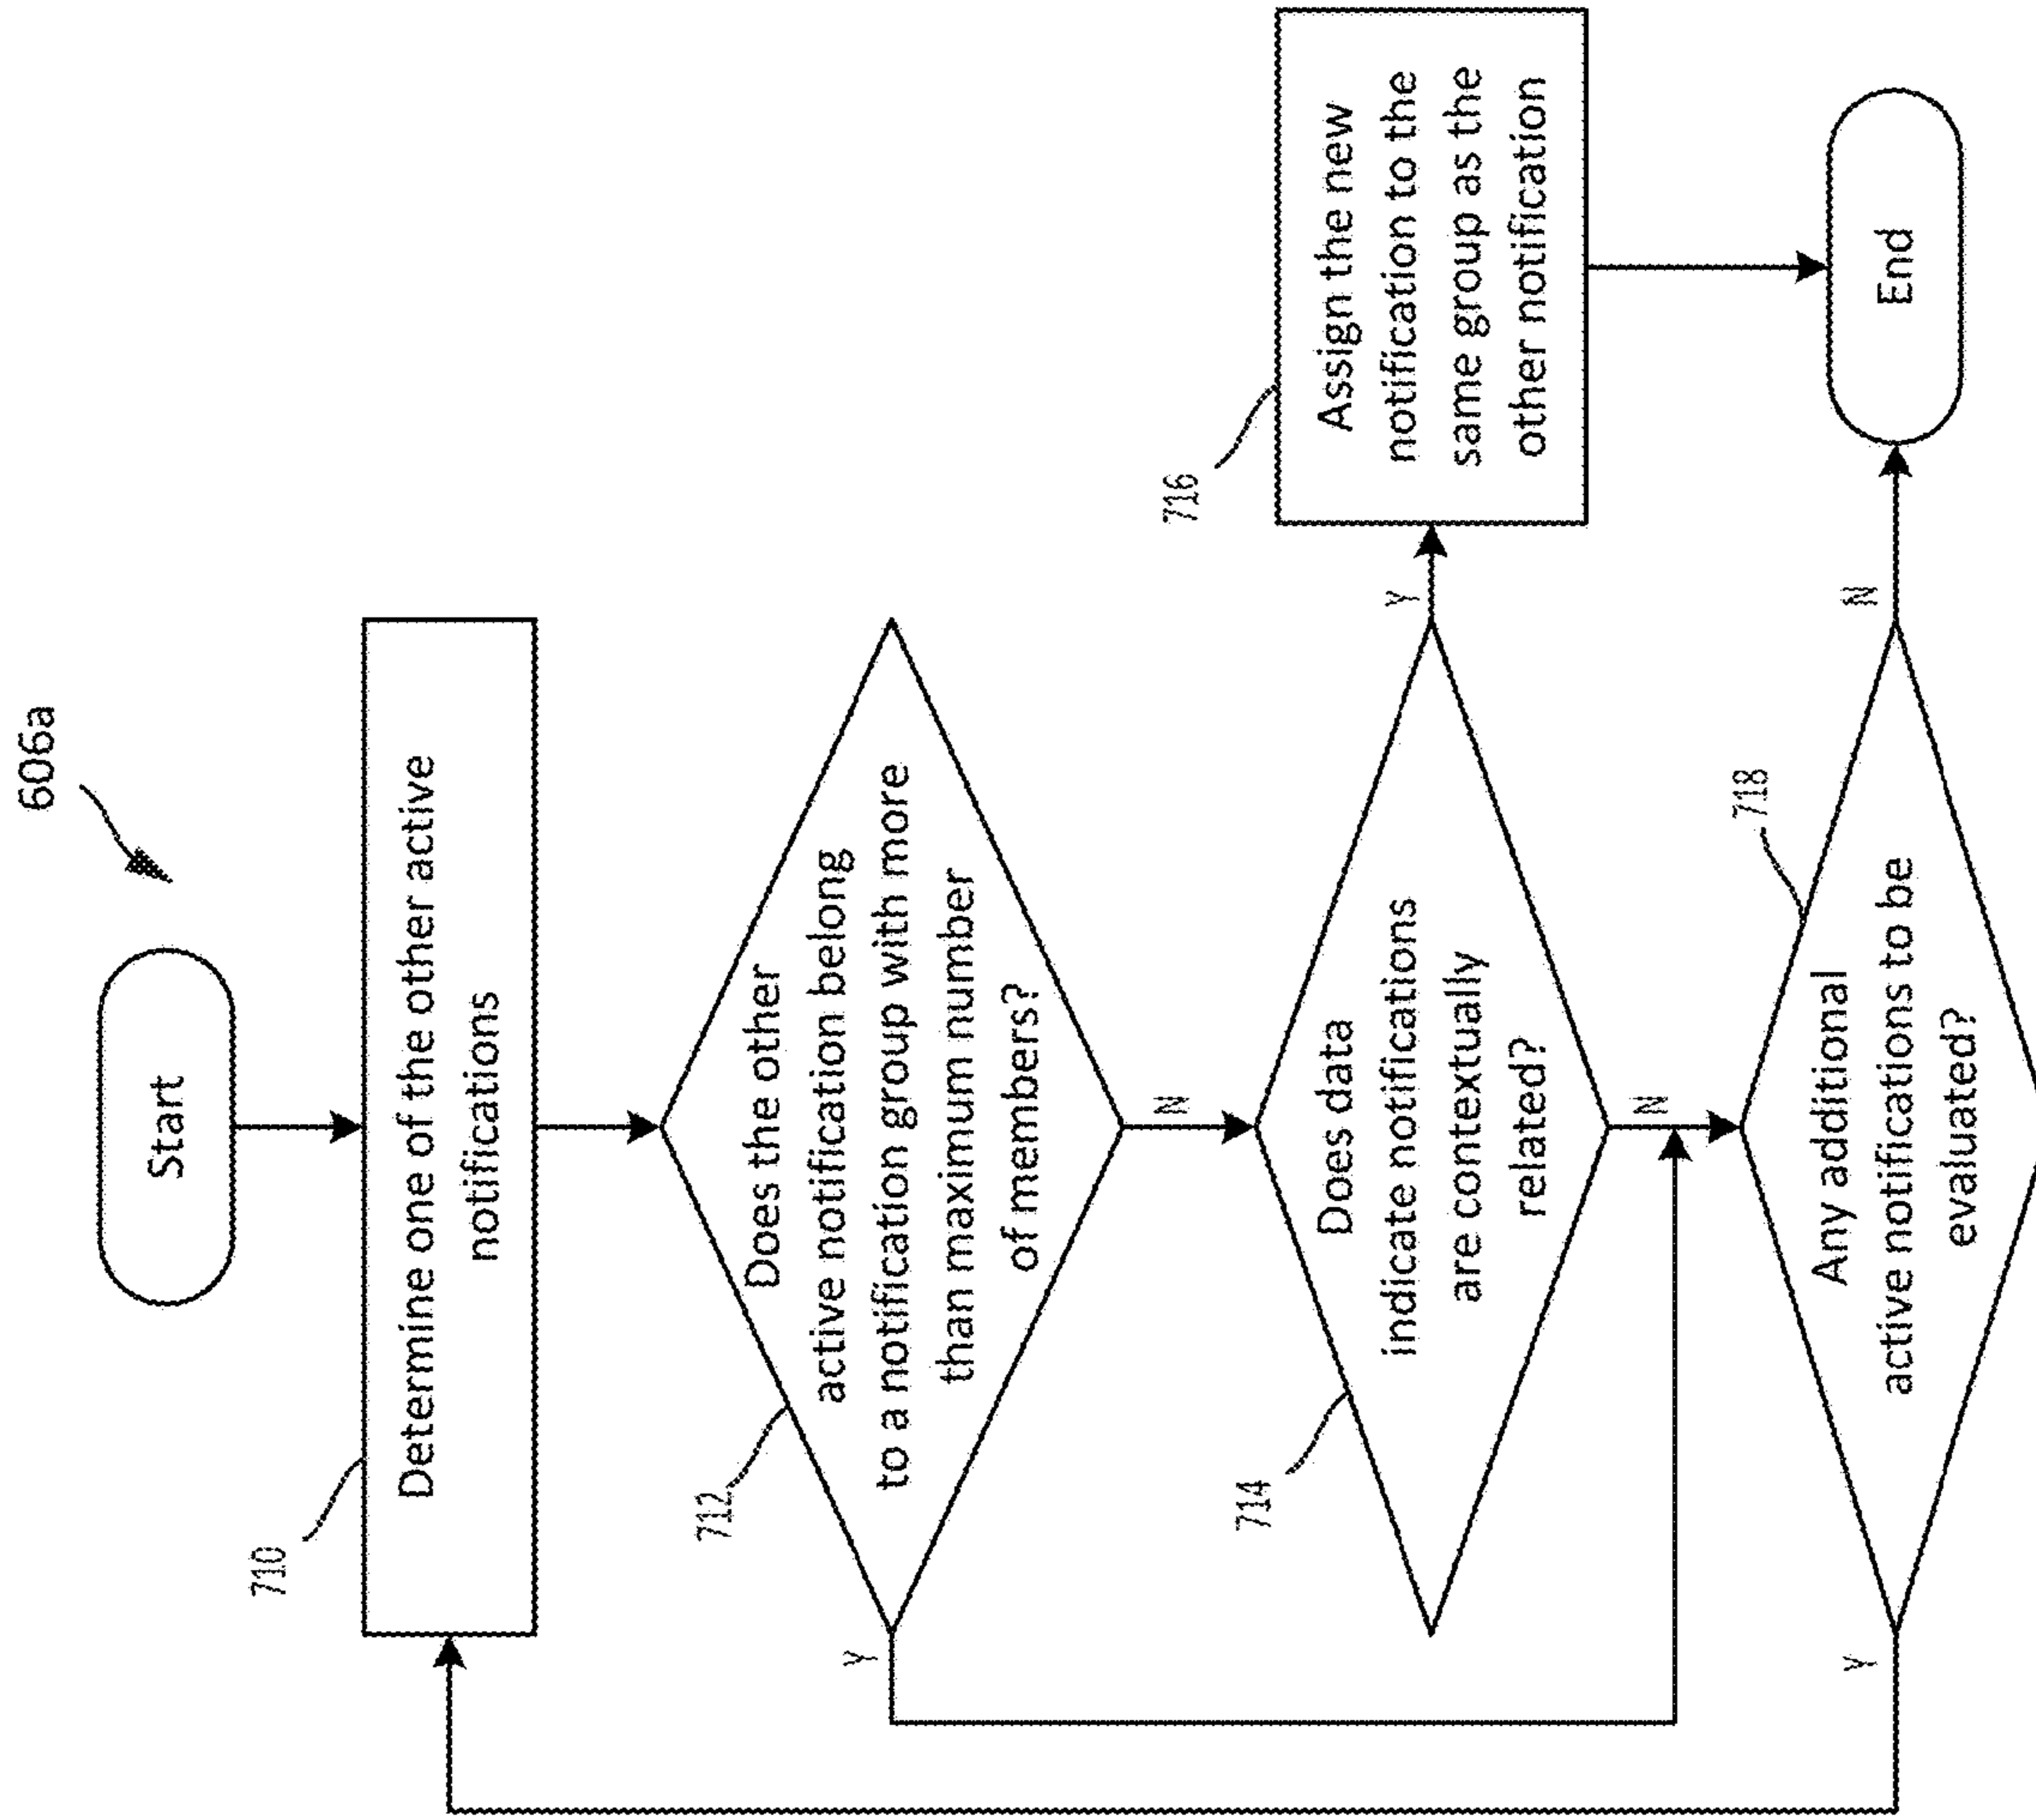 606a
Start
710
Determine one of the other active
notifications
712
Does the other
active notification belong
to a notification group with more
than maximum number
of members?
Y
N
714
Does data
indicate notifications
are contextually
related?
Y
N
716
Assign the new
notification to the
same group as the
other notification
718
Any additional
active notifications to be
evaluated?
Y
N
End